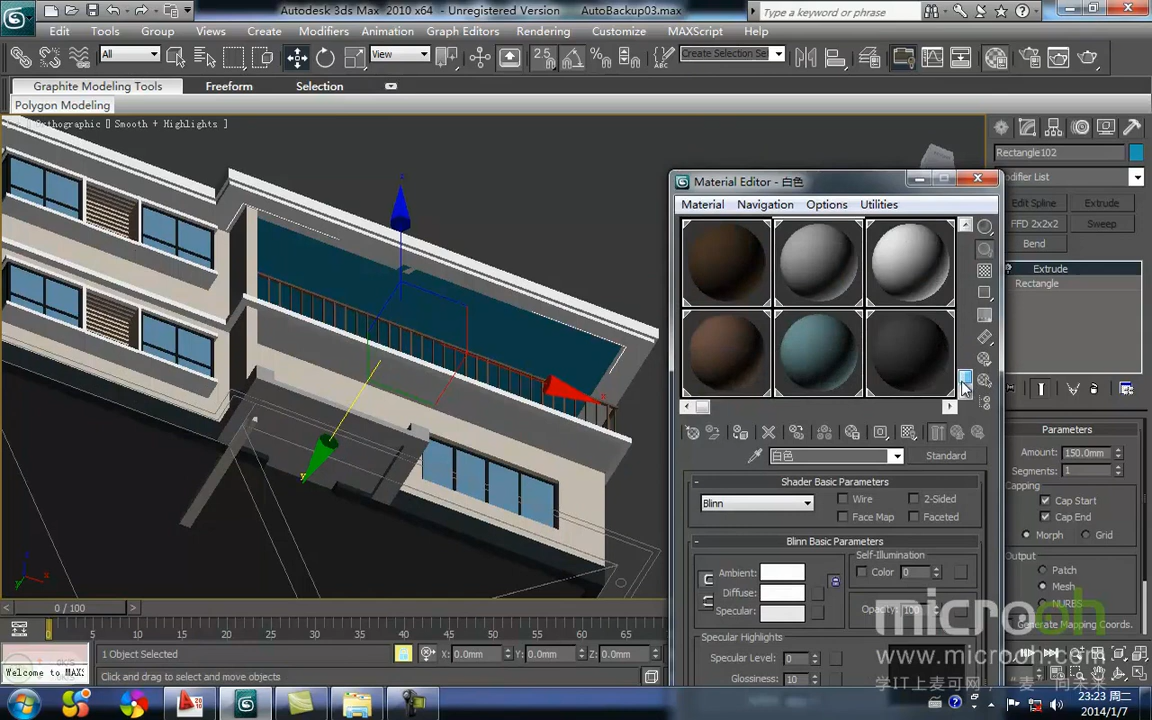 Autodesk 3ds Max 2010 x64 - Unregistered Version AutoBackup03.max
Type a keyword or phrase
Edit Tools Group Views Create Modifiers Animation Graph Editors Rendering Customize MAXScript Help
All
View
2.5
Create Selection Se
Graphite Modeling Tools Freeform Selection
Polygon Modeling
Orthographic [] Smooth + Highlights ]
Rectangle102
odifier List
Edit Spline Extrude
FFD 2x2x2 Sweep
Bend
Extrude
Rectangle
Material Editor - 白色
Material Navigation Options Utilities
白色
Standard
Shader Basic Parameters
Blinn
Wire 2-Sided
Face Map Faceted
Blinn Basic Parameters
Self-Illumination
Ambient:
Color 0
Diffuse:
Specular:
Opacity: 100
Specular Highlights
Specular Level: 0
Glossiness: 10
Parameters
Amount: 150.0mm
Segments: 1
Capping
Cap Start
Cap End
Morph Grid
Output
Patch
Mesh
NURBS
Generate Mapping Coords.
microoh
www.microoh.com
0 / 100
0 5 10 15 20 25 30 35 40 45 50 55 60 65
1 Object Selected
X: 0.0mm Y: 0.0mm Z: 0.0mm
Welcome to MAX:
Click and drag to select and move objects
23:23 周二
2014/1/7